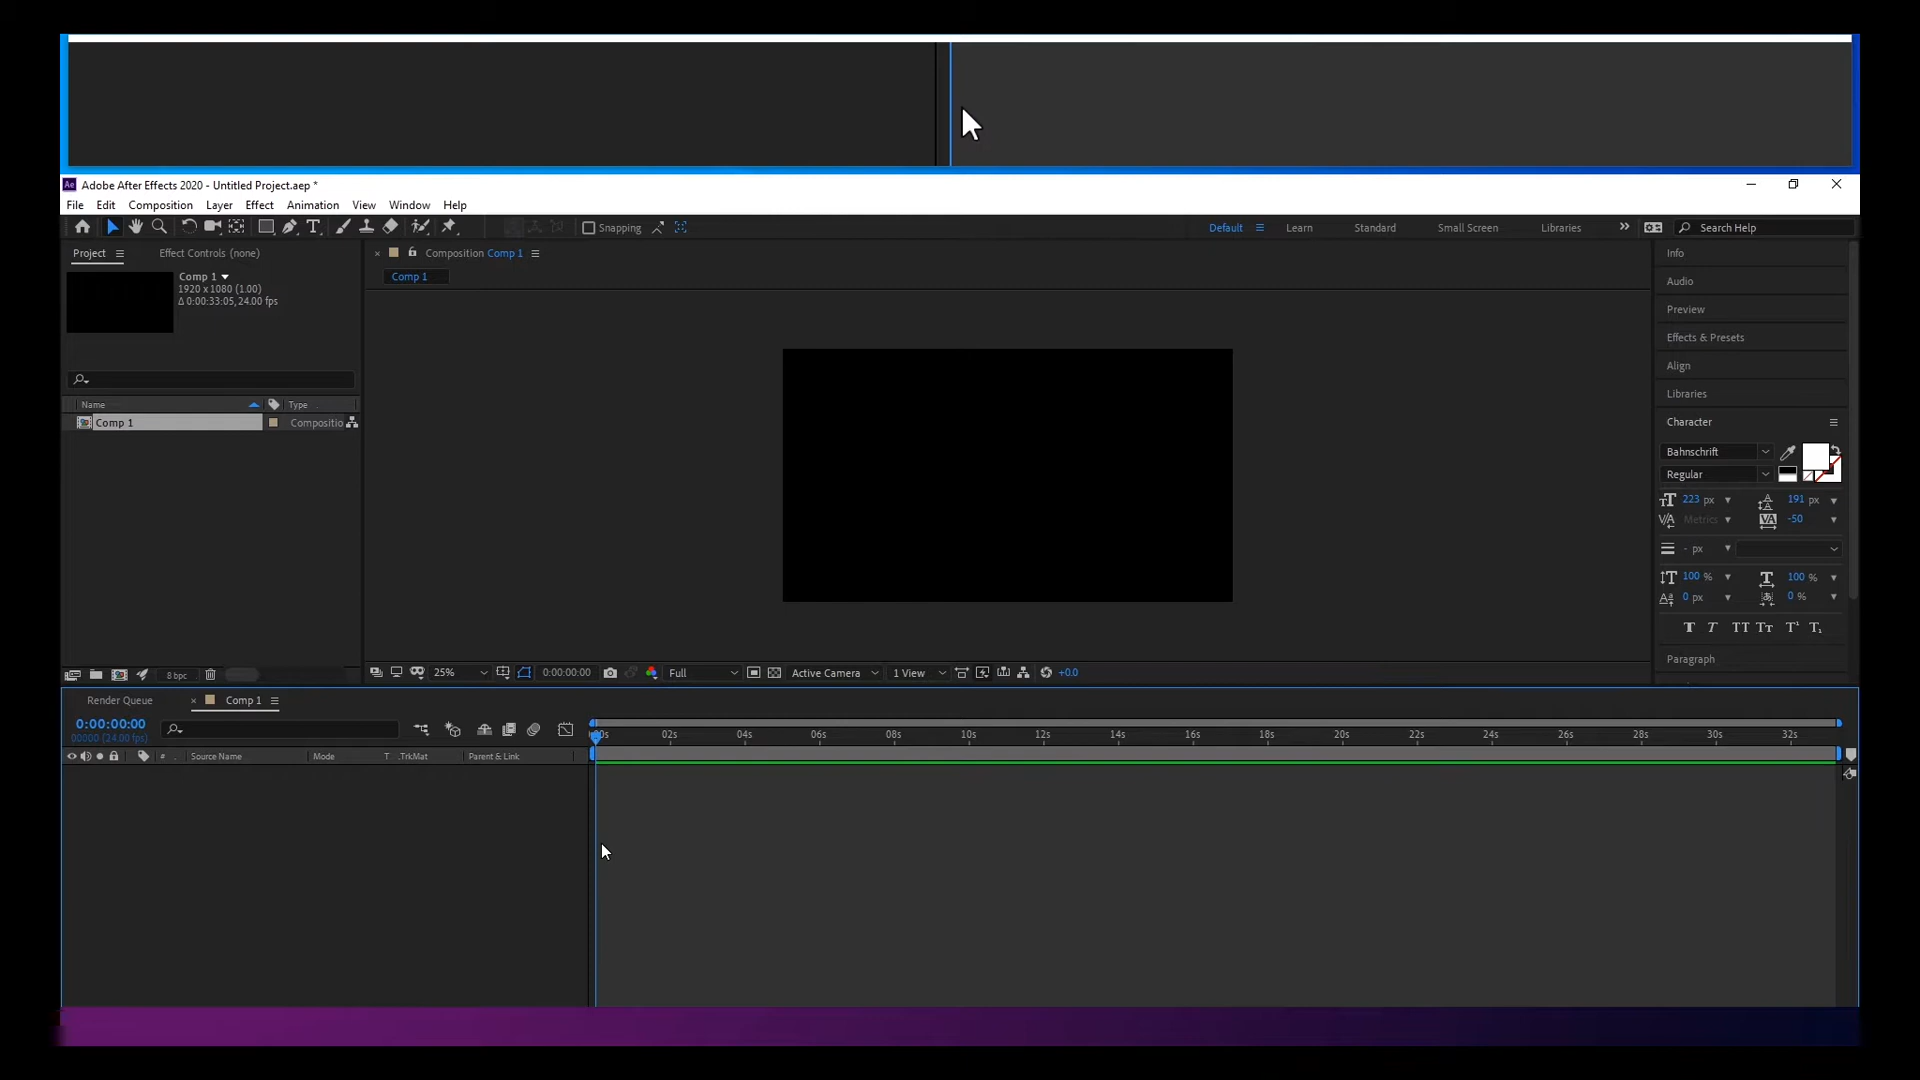 Ae Adobe After Effects 2020 - Untitled Project.aep *
File Edit Composition Layer Effect Animation View Window Help
Snapping
Default Learn Standard Small Screen Libraries Search Help
Project Effect Controls (none)
Composition Comp 1
Comp 1
1920 x 1080 (1.00)
Δ 0:00:33:05, 24.00 fps
Comp 1
Name Type
Comp 1 Compositio
8 bpc
25% 0:00:00:00 Full Active Camera 1 View +0.0
Info
Audio
Preview
Effects & Presets
Align
Libraries
Character
Bahnschrift
Regular
223 px 191 px
Metrics -50
- px
100 % 100 %
0 px 0 %
T T TT Tt T¹ T₁
Paragraph
Render Queue Comp 1
0:00:00:00
00000 (24.00 fps)
02s 04s 06s 08s 10s 12s 14s 16s 18s 20s 22s 24s 26s 28s 30s 32s
# Source Name Mode T .TrkMat Parent & Link